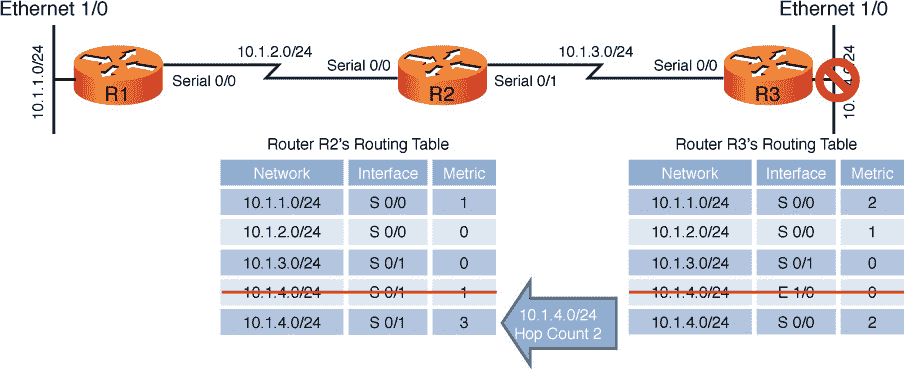 Ethernet 1/0
Ethernet 1/0
10.1.1.0/24
10.1.2.0/24
10.1.3.0/24
Serial 0/0
Serial 0/0
Serial 0/1
Serial 0/0
R1
R2
R3
Router R2's Routing Table
Network Interface Metric
10.1.1.0/24 S 0/0 1
10.1.2.0/24 S 0/0 0
10.1.3.0/24 S 0/1 0
10.1.4.0/24 S 0/1 1
10.1.4.0/24 S 0/1 3
10.1.4.0/24
Hop Count 2
Router R3's Routing Table
Network Interface Metric
10.1.1.0/24 S 0/0 2
10.1.2.0/24 S 0/0 1
10.1.3.0/24 S 0/1 0
10.1.4.0/24 E 1/0 0
10.1.4.0/24 S 0/0 2